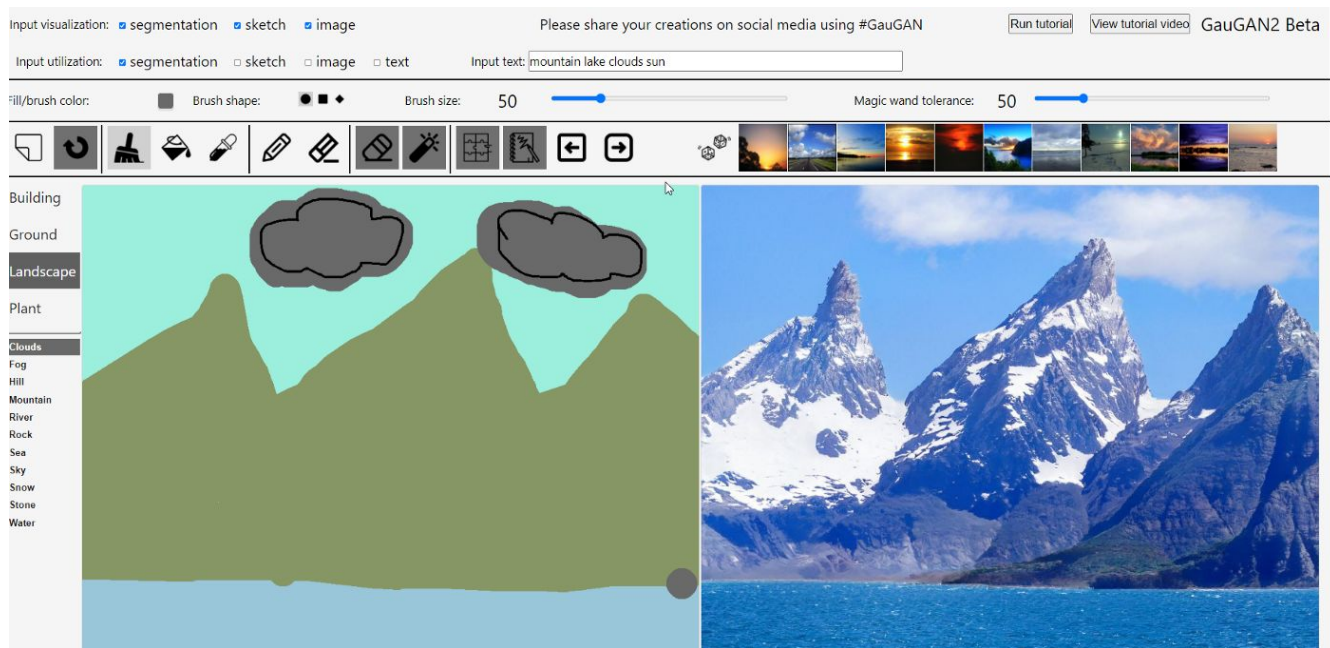 Input visualization: segmentation sketch image Please share your creations on social media using #GauGAN Run tutorial View tutorial video GauGAN2 Beta
Input utilization: segmentation sketch image text Input text: mountain lake clouds sun
Fill/brush color: Brush shape: Brush size: 50 Magic wand tolerance: 50
Building
Ground
Landscape
Plant
Clouds
Fog
Hill
Mountain
River
Rock
Sea
Sky
Snow
Stone
Water